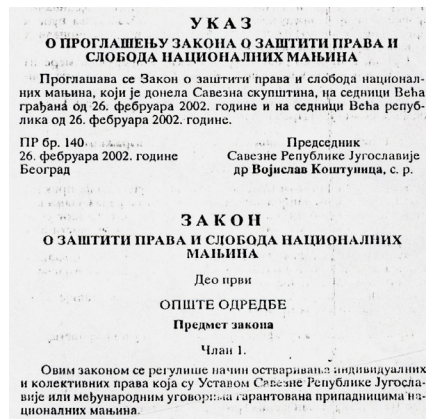 УКАЗ
О ПРОГЛАШЕЊУ ЗАКОНА О ЗАШТИТИ ПРАВА И
СЛОБОДА НАЦИОНАЛНИХ МАЊИНА
Проглашава се Закон о заштити права и слобода национал-
них мањина, који је донела Савезна скупштина, на седници Већа
грађана од 26. фебруара 2002. године и на седници Већа репуб-
лика од 26. фебруара 2002. године.
ПР бр. 140
26. фебруара 2002. године
Београд
Председник
Савезне Републике Југославије
др Војислав Коштуница, с. р.
ЗАКОН
О ЗАШТИТИ ПРАВА И СЛОБОДА НАЦИОНАЛНИХ
МАЊИНА
Део први
ОПШТЕ ОДРЕДБЕ
Предмет закона
Члан 1.
Овим законом се регулише начин остваривања индивидуалних
и колективних права која су Уставом Савезне Републике Југосла-
вије или међународним уговорима гарантована припадницима на-
ционалних мањина.